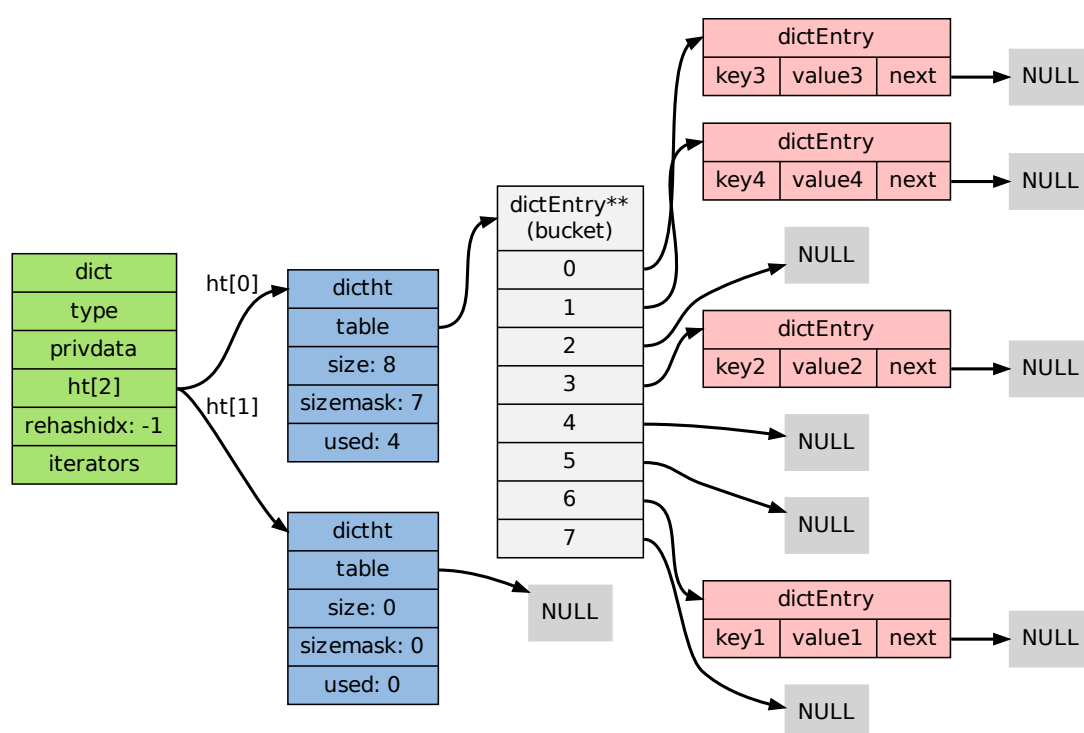 dict
type
privdata
ht[2]
rehashidx: -1
iterators
ht[0]
ht[1]
dictht
table
size: 8
sizemask: 7
used: 4
dictht
table
size: 0
sizemask: 0
used: 0
NULL
dictEntry**
(bucket)
0
1
2
3
4
5
6
7
dictEntry
key3 value3 next
NULL
dictEntry
key4 value4 next
NULL
NULL
dictEntry
key2 value2 next
NULL
NULL
NULL
dictEntry
key1 value1 next
NULL
NULL